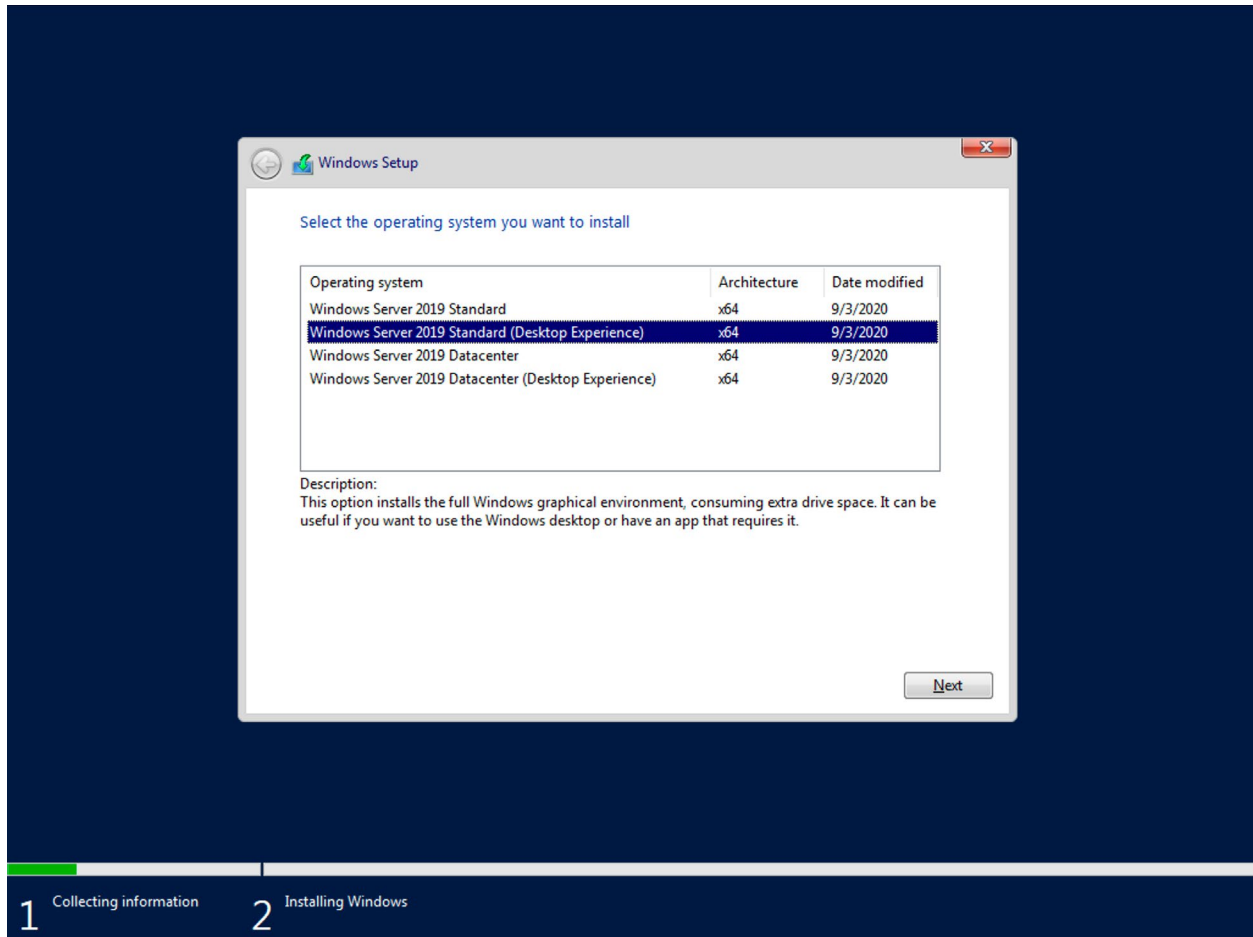 Windows Setup
Select the operating system you want to install
Operating system Architecture Date modified
Windows Server 2019 Standard x64 9/3/2020
Windows Server 2019 Standard (Desktop Experience) x64 9/3/2020
Windows Server 2019 Datacenter x64 9/3/2020
Windows Server 2019 Datacenter (Desktop Experience) x64 9/3/2020
Description:
This option installs the full Windows graphical environment, consuming extra drive space. It can be
useful if you want to use the Windows desktop or have an app that requires it.
Next
1 Collecting information 2 Installing Windows